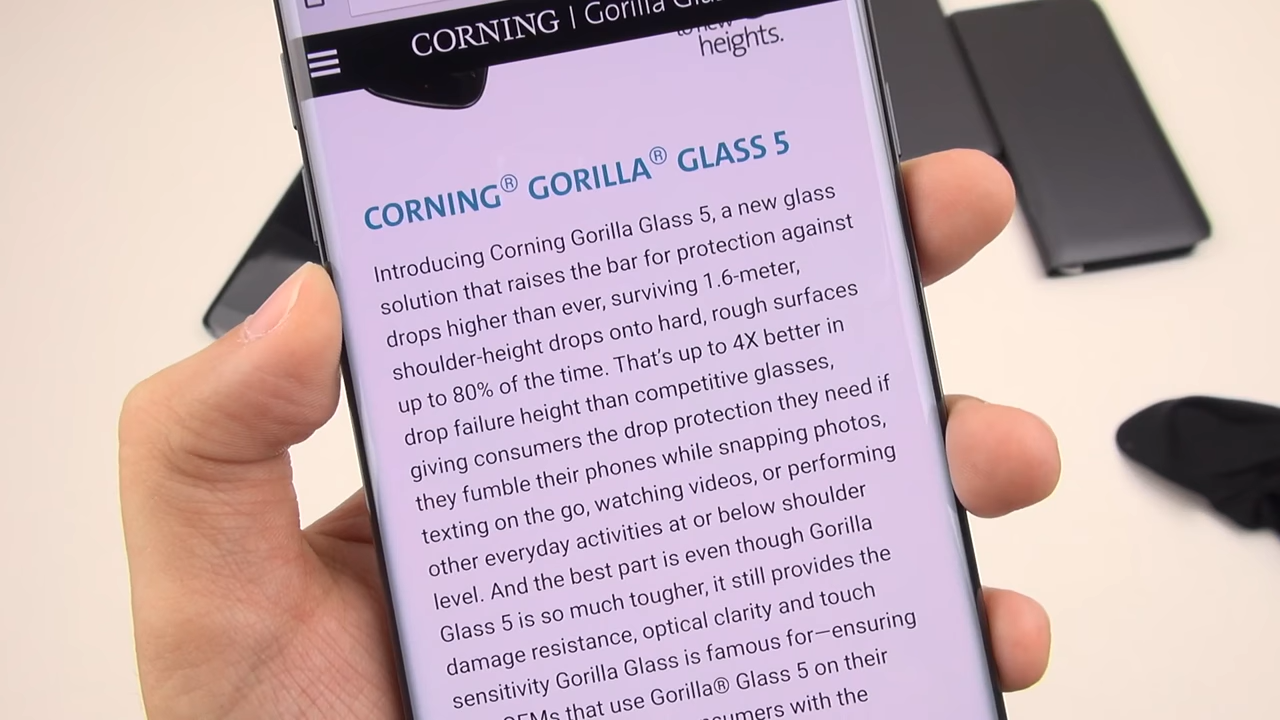 CORNING | Gorilla
to new
heights.
CORNING® GORILLA® GLASS 5
Introducing Corning Gorilla Glass 5, a new glass
solution that raises the bar for protection against
drops higher than ever, surviving 1.6-meter,
shoulder-height drops onto hard, rough surfaces
up to 80% of the time. That's up to 4X better in
drop failure height than competitive glasses,
giving consumers the drop protection they need if
they fumble their phones while snapping photos,
texting on the go, watching videos, or performing
other everyday activities at or below shoulder
level. And the best part is even though Gorilla
Glass 5 is so much tougher, it still provides the
damage resistance, optical clarity and touch
sensitivity Gorilla Glass is famous for—ensuring
OEMs that use Gorilla® Glass 5 on their
with the